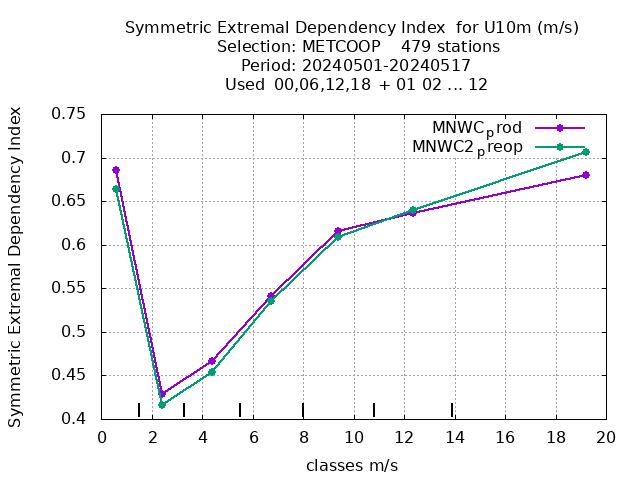 Symmetric Extremal Dependency Index  for U10m (m/s)
Selection: METCOOP    479 stations
Period: 20240501-20240517
Used  00,06,12,18 + 01 02 ... 12
Symmetric Extremal Dependency Index
0.75
0.7
0.65
0.6
0.55
0.5
0.45
0.4
MNWCprod
MNWC2preop
0 2 4 6 8 10 12 14 16 18 20
classes m/s